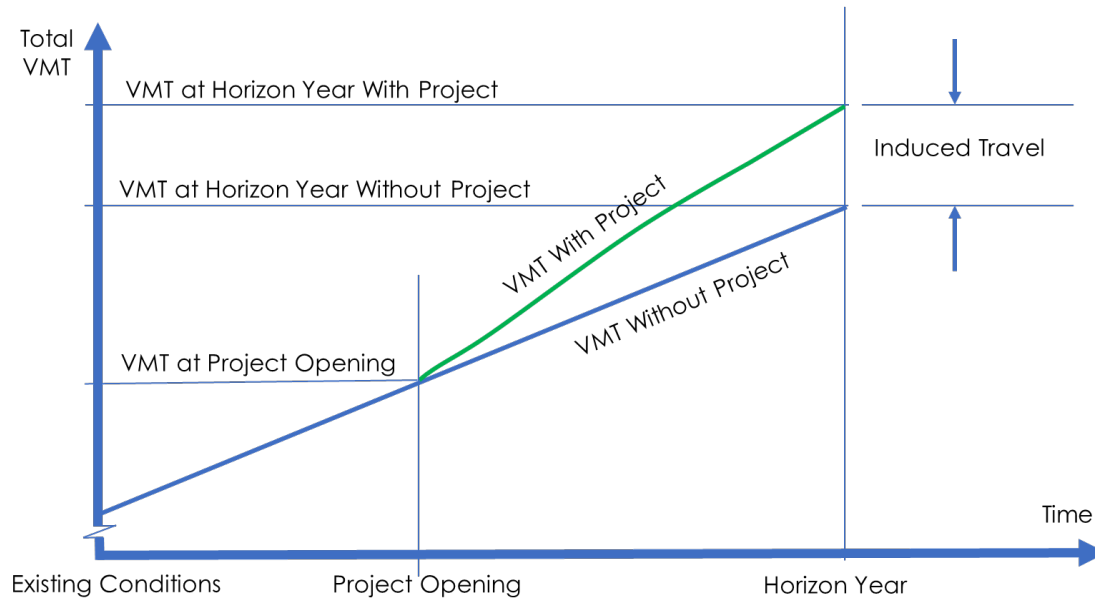 Total
VMT
VMT at Horizon Year With Project
Induced Travel
VMT at Horizon Year Without Project
VMT With Project
VMT Without Project
VMT at Project Opening
Time
Existing Conditions
Project Opening
Horizon Year